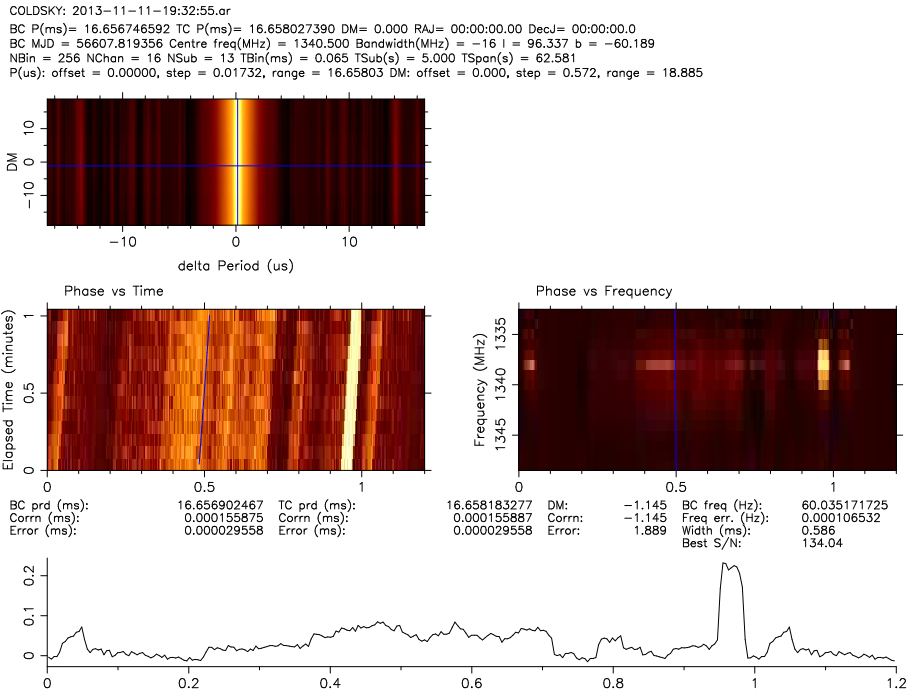 COLDSKY: 2013-11-11-19:32:55.ar
BC P(ms)= 16.656746592 TC P(ms)= 16.658027390 DM= 0.000 RAJ= 00:00:00.00 DecJ= 00:00:00.0
BC MJD = 56607.819356 Centre freq(MHz) = 1340.500 Bandwidth(MHz) = -16 l = 96.337 b = -60.189
NBin = 256 NChan = 16 NSub = 13 TBin(ms) = 0.065 TSub(s) = 5.000 TSpan(s) = 62.581
P(us): offset = 0.00000, step = 0.01732, range = 16.65803 DM: offset = 0.000, step = 0.572, range = 18.885
DM
10
0
-10
-10 0 10
delta Period (us)
Phase vs Time
Elapsed Time (minutes)
1
0.5
0
0 0.5 1
Phase vs Frequency
Frequency (MHz)
1335
1340
1345
0 0.5 1
BC prd (ms): 16.656902467 TC prd (ms): 16.658183277 DM: -1.145 BC freq (Hz): 60.035171725
Corrn (ms): 0.000155875 Corrn (ms): 0.000155887 Corrn: -1.145 Freq err. (Hz): 0.000106532
Error (ms): 0.000029558 Error (ms): 0.000029558 Error: 1.889 Width (ms): 0.586
Best S/N: 134.04
0.2
0.1
0
0 0.2 0.4 0.6 0.8 1 1.2